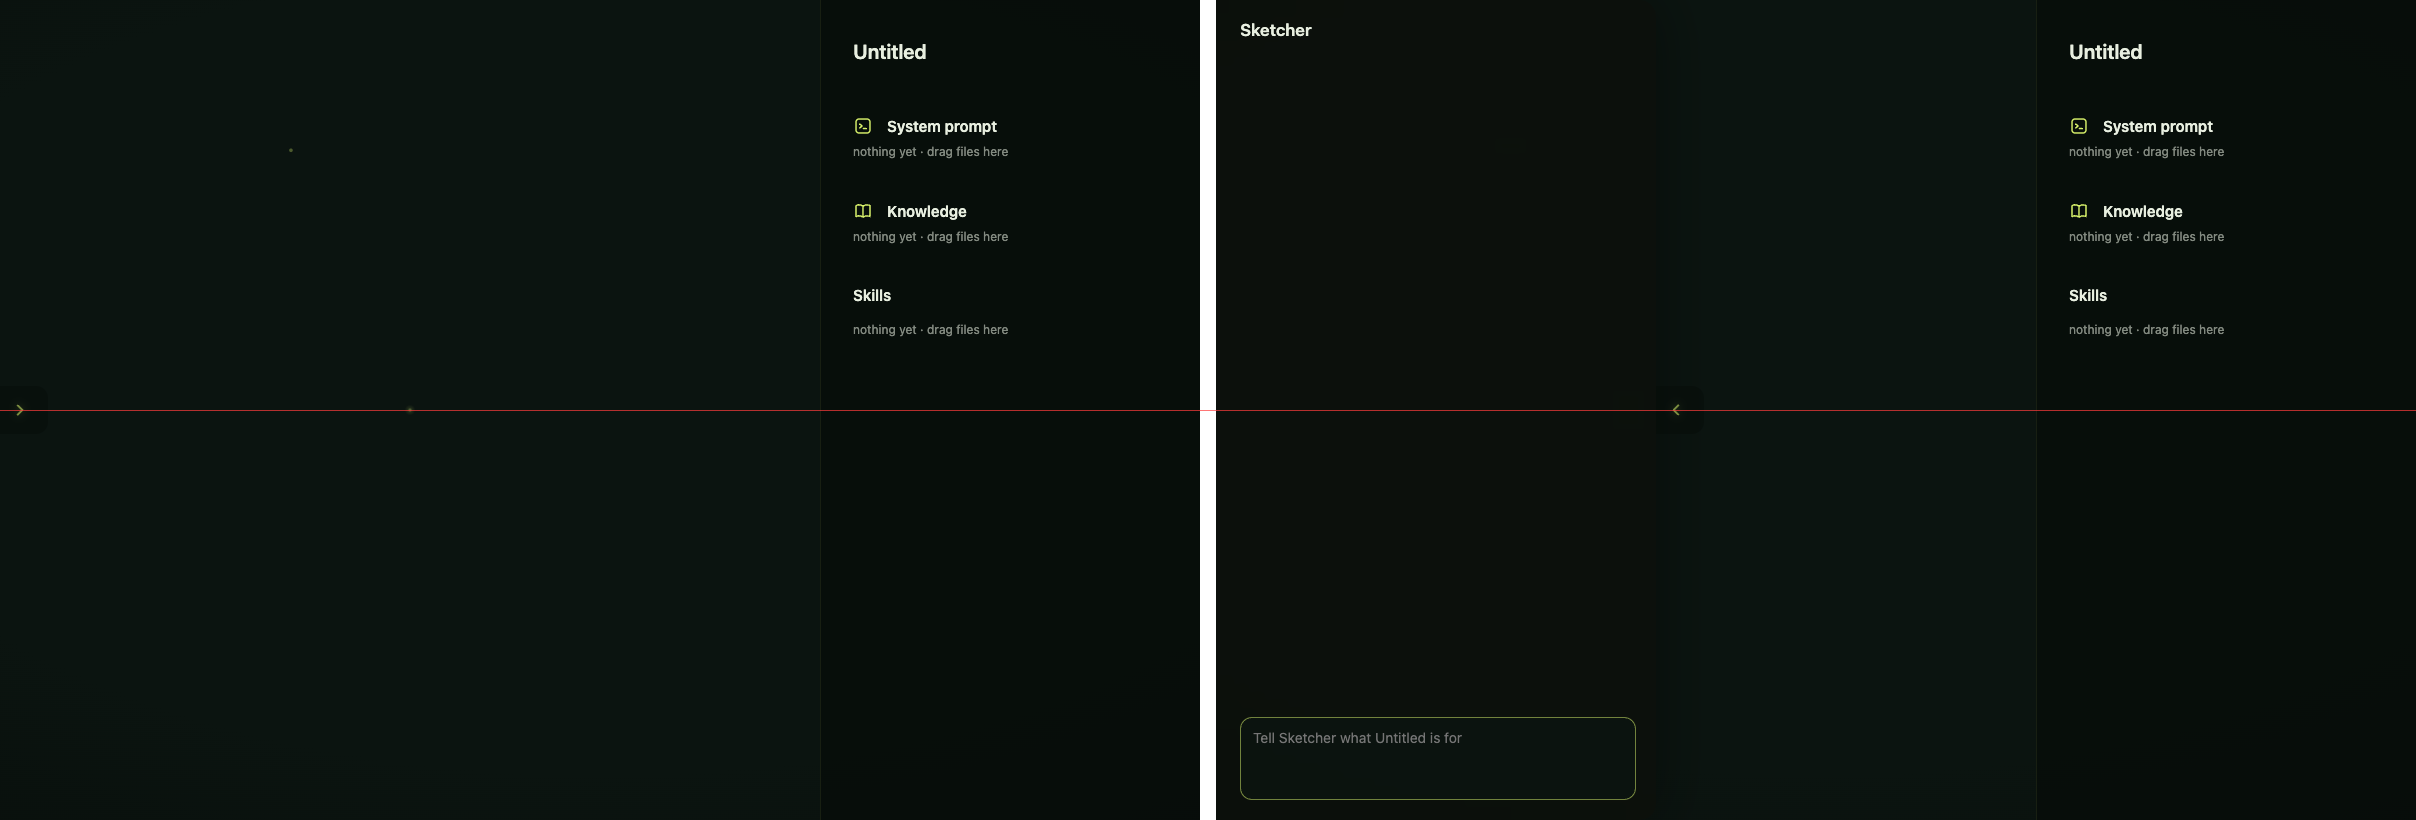 Untitled
System prompt
nothing yet · drag files here
Knowledge
nothing yet · drag files here
Skills
nothing yet · drag files here
Sketcher
Tell Sketcher what Untitled is for
Untitled
System prompt
nothing yet · drag files here
Knowledge
nothing yet · drag files here
Skills
nothing yet · drag files here